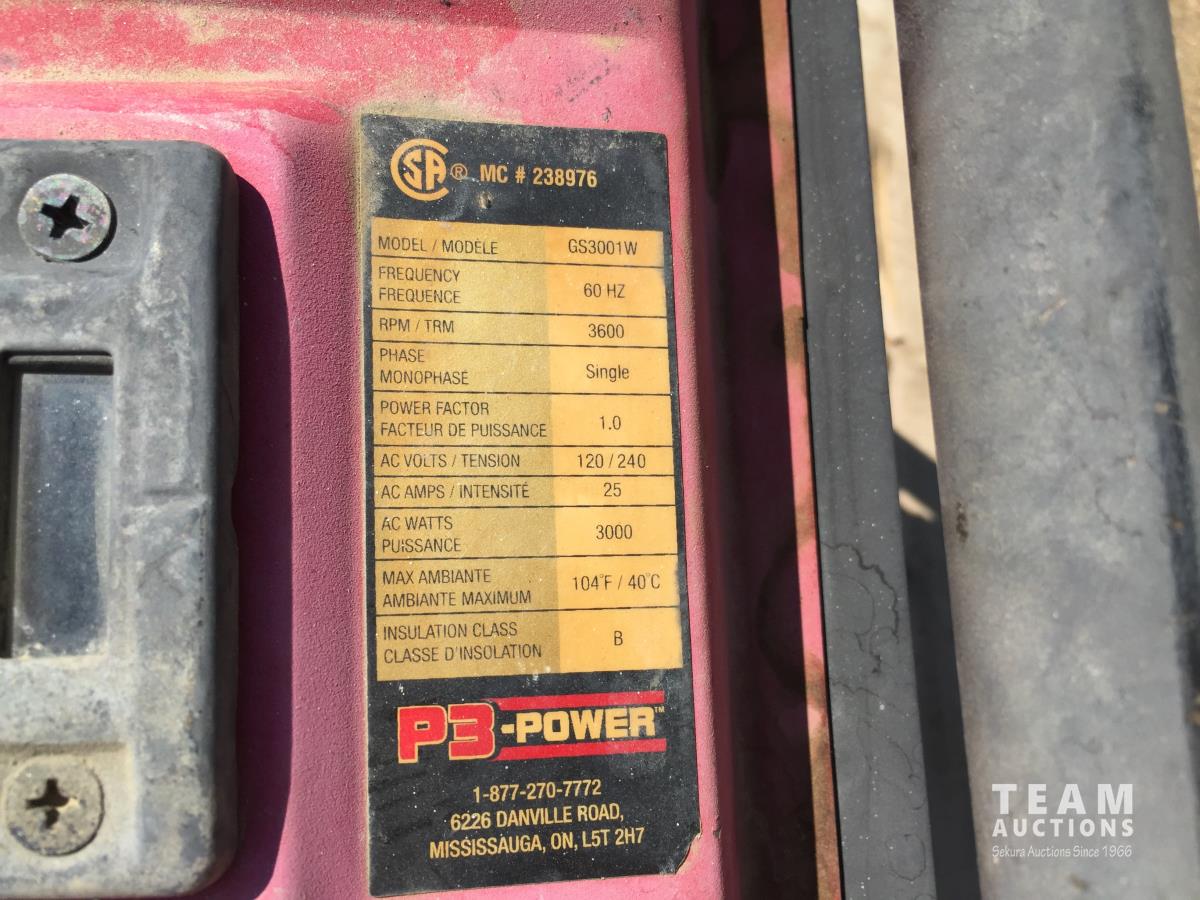 CSA® MC # 238976
MODEL / MODÈLE GS3001W
FREQUENCY
FREQUENCE 60 HZ
RPM / TRM 3600
PHASE
MONOPHASÉ Single
POWER FACTOR
FACTEUR DE PUISSANCE 1.0
AC VOLTS / TENSION 120 / 240
AC AMPS / INTENSITÉ 25
AC WATTS
PUISSANCE 3000
MAX AMBIANTE
AMBIANTE MAXIMUM 104°F / 40°C
INSULATION CLASS
CLASSE D'INSOLATION B
P3-POWER™
1-877-270-7772
6226 DANVILLE ROAD,
MISSISSAUGA, ON, L5T 2H7
TEAM
AUCTIONS
Sekura Auctions Since 1966